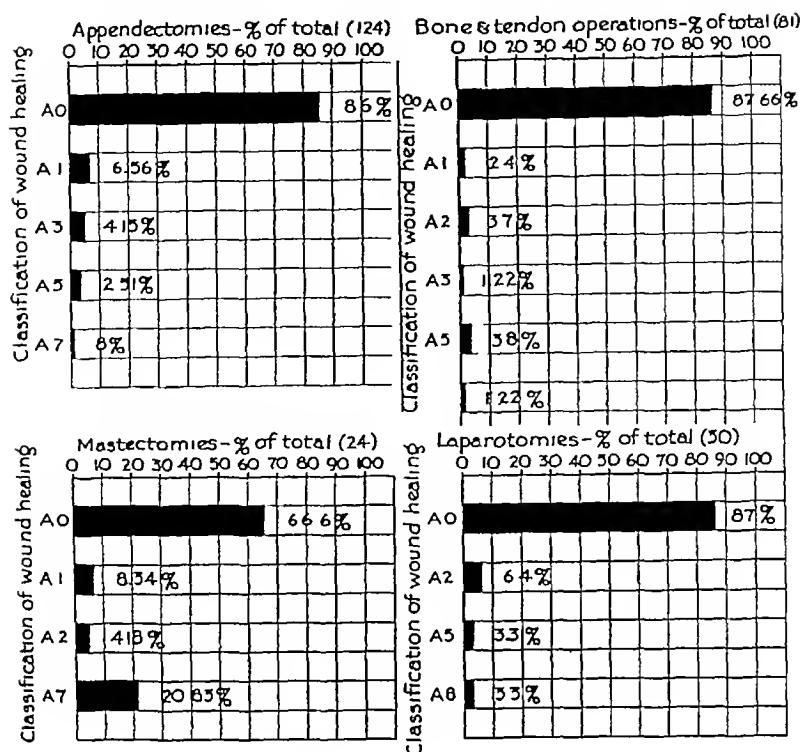 Appendectomies-% of total (124)
0 10 20 30 40 50 60 70 80 90 100
Classification of wound healing
A0 86%
A1 6.56%
A3 415%
A5 2 51%
A7 8%
Bone & tendon operations-% of total (81)
0 10 20 30 40 50 60 70 80 90 100
Classification of wound healing
A0 87 66%
A1 2 4%
A2 3 7%
A3 1.22%
A5 3 8%
1 22%
Mastectomies-% of total (24)
0 10 20 30 40 50 60 70 80 90 100
Classification of wound healing
A0 66 6%
A1 8.34%
A2 418%
A7 20 83%
Laparotomies-% of total (30)
0 10 20 30 40 50 60 70 80 90 100
Classification of wound healing
A0 87%
A2 6 4%
A5 3.3%
A8 3 3%